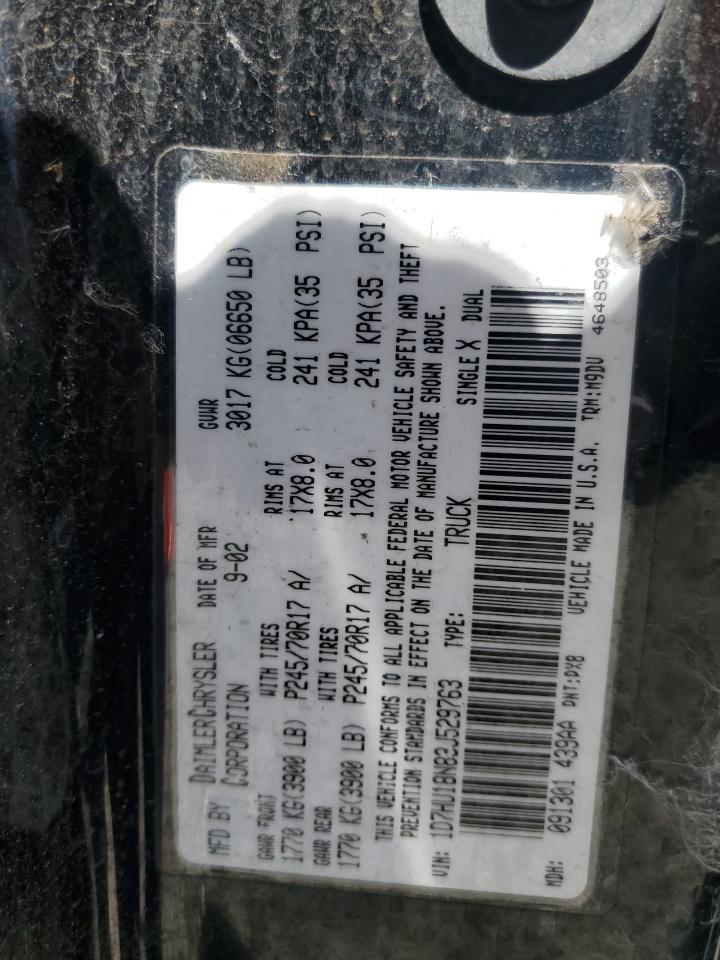 MFD BY DAIMLERCHRYSLER CORPORATION DATE OF MFR 9-02 GVWR 3017 KG(06650 LB)
GAWR FRONT WITH TIRES RIMS AT COLD
1770 KG(3900 LB) P245/70R17 A/ 17X8.0 241 KPA(35 PSI)
GAWR REAR WITH TIRES RIMS AT COLD
1770 KG(3900 LB) P245/70R17 A/ 17X8.0 241 KPA(35 PSI)
THIS VEHICLE CONFORMS TO ALL APPLICABLE FEDERAL MOTOR VEHICLE SAFETY AND THEFT
PREVENTION STANDARDS IN EFFECT ON THE DATE OF MANUFACTURE SHOWN ABOVE.
VIN: 1D7HU18N83J529763 TYPE: TRUCK SINGLE X DUAL
MDH: 091301 439AA PNT:PX8 VEHICLE MADE IN U.S.A. TRM:M9DV 4648503